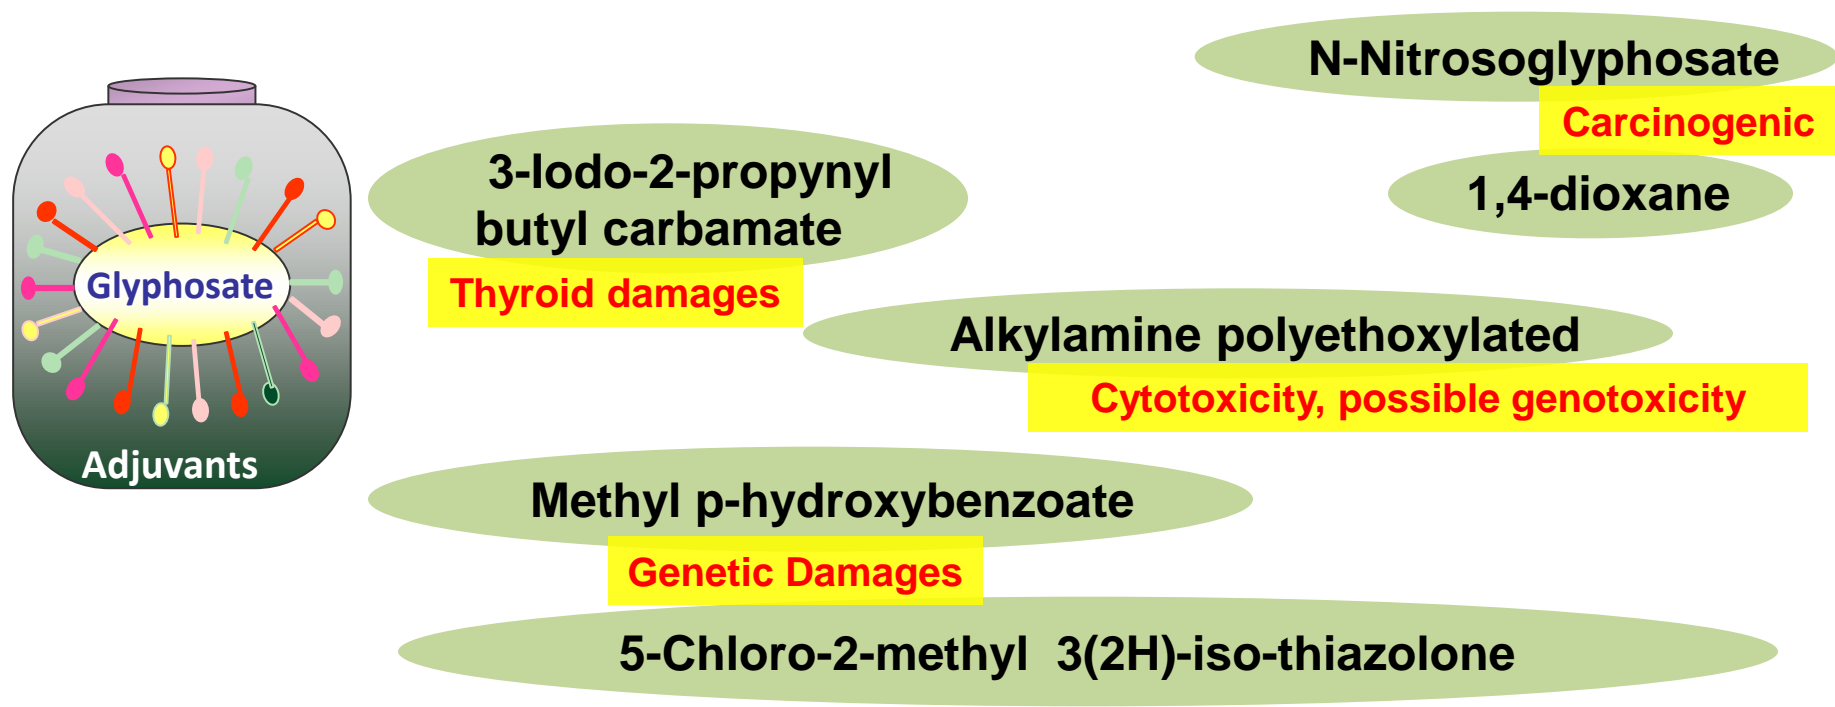 N-Nitrosoglyphosate
Carcinogenic
1,4-dioxane
3-Iodo-2-propynyl
butyl carbamate
Thyroid damages
Glyphosate
Adjuvants
Alkylamine polyethoxylated
Cytotoxicity, possible genotoxicity
Methyl p-hydroxybenzoate
Genetic Damages
5-Chloro-2-methyl 3(2H)-iso-thiazolone